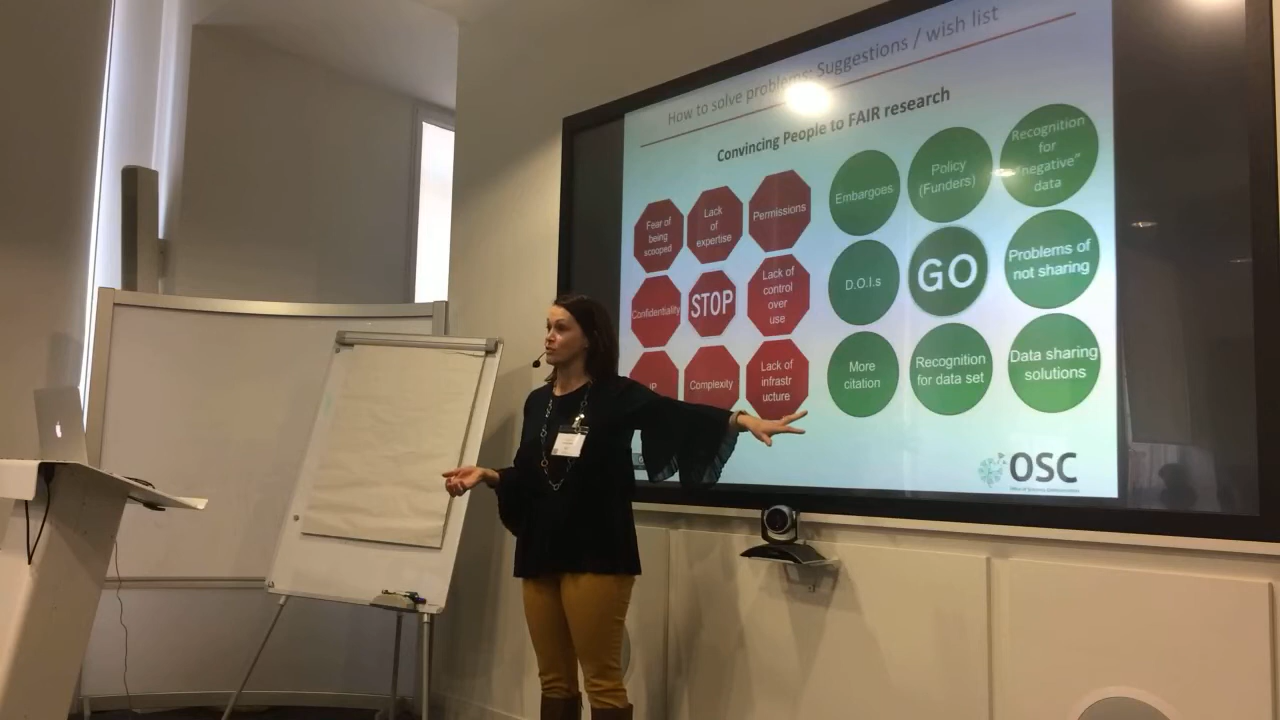 How to solve problems: Suggestions / wish list
Convincing People to FAIR research
Fear of
being
scooped
Lack
of
expertise
Permissions
Confidentiality
STOP
Lack of
control
over
use
IP
Complexity
Lack of
infrastr
ucture
Embargoes
Policy
(Funders)
Recognition
for
"negative"
data
D.O.I.s
GO
Problems of
not sharing
More
citation
Recognition
for data set
Data sharing
solutions
OSC